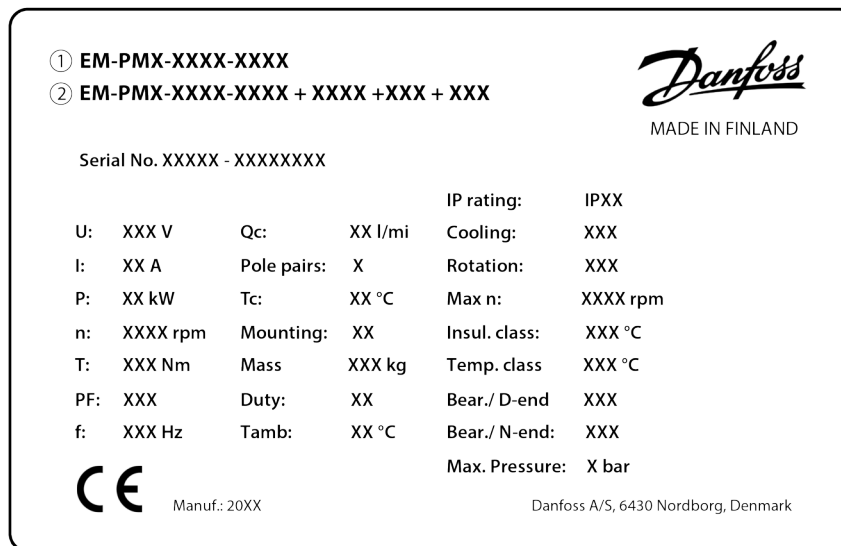 ① EM-PMX-XXXX-XXXX
② EM-PMX-XXXX-XXXX + XXXX +XXX + XXX
Danfoss
MADE IN FINLAND
Serial No. XXXXX - XXXXXXXX
IP rating: IPXX
U: XXX V Qc: XX l/mi Cooling: XXX
I: XX A Pole pairs: X Rotation: XXX
P: XX kW Tc: XX °C Max n: XXXX rpm
n: XXXX rpm Mounting: XX Insul. class: XXX °C
T: XXX Nm Mass XXX kg Temp. class XXX °C
PF: XXX Duty: XX Bear./ D-end XXX
f: XXX Hz Tamb: XX °C Bear./ N-end: XXX
Max. Pressure: X bar
CE Manuf.: 20XX Danfoss A/S, 6430 Nordborg, Denmark